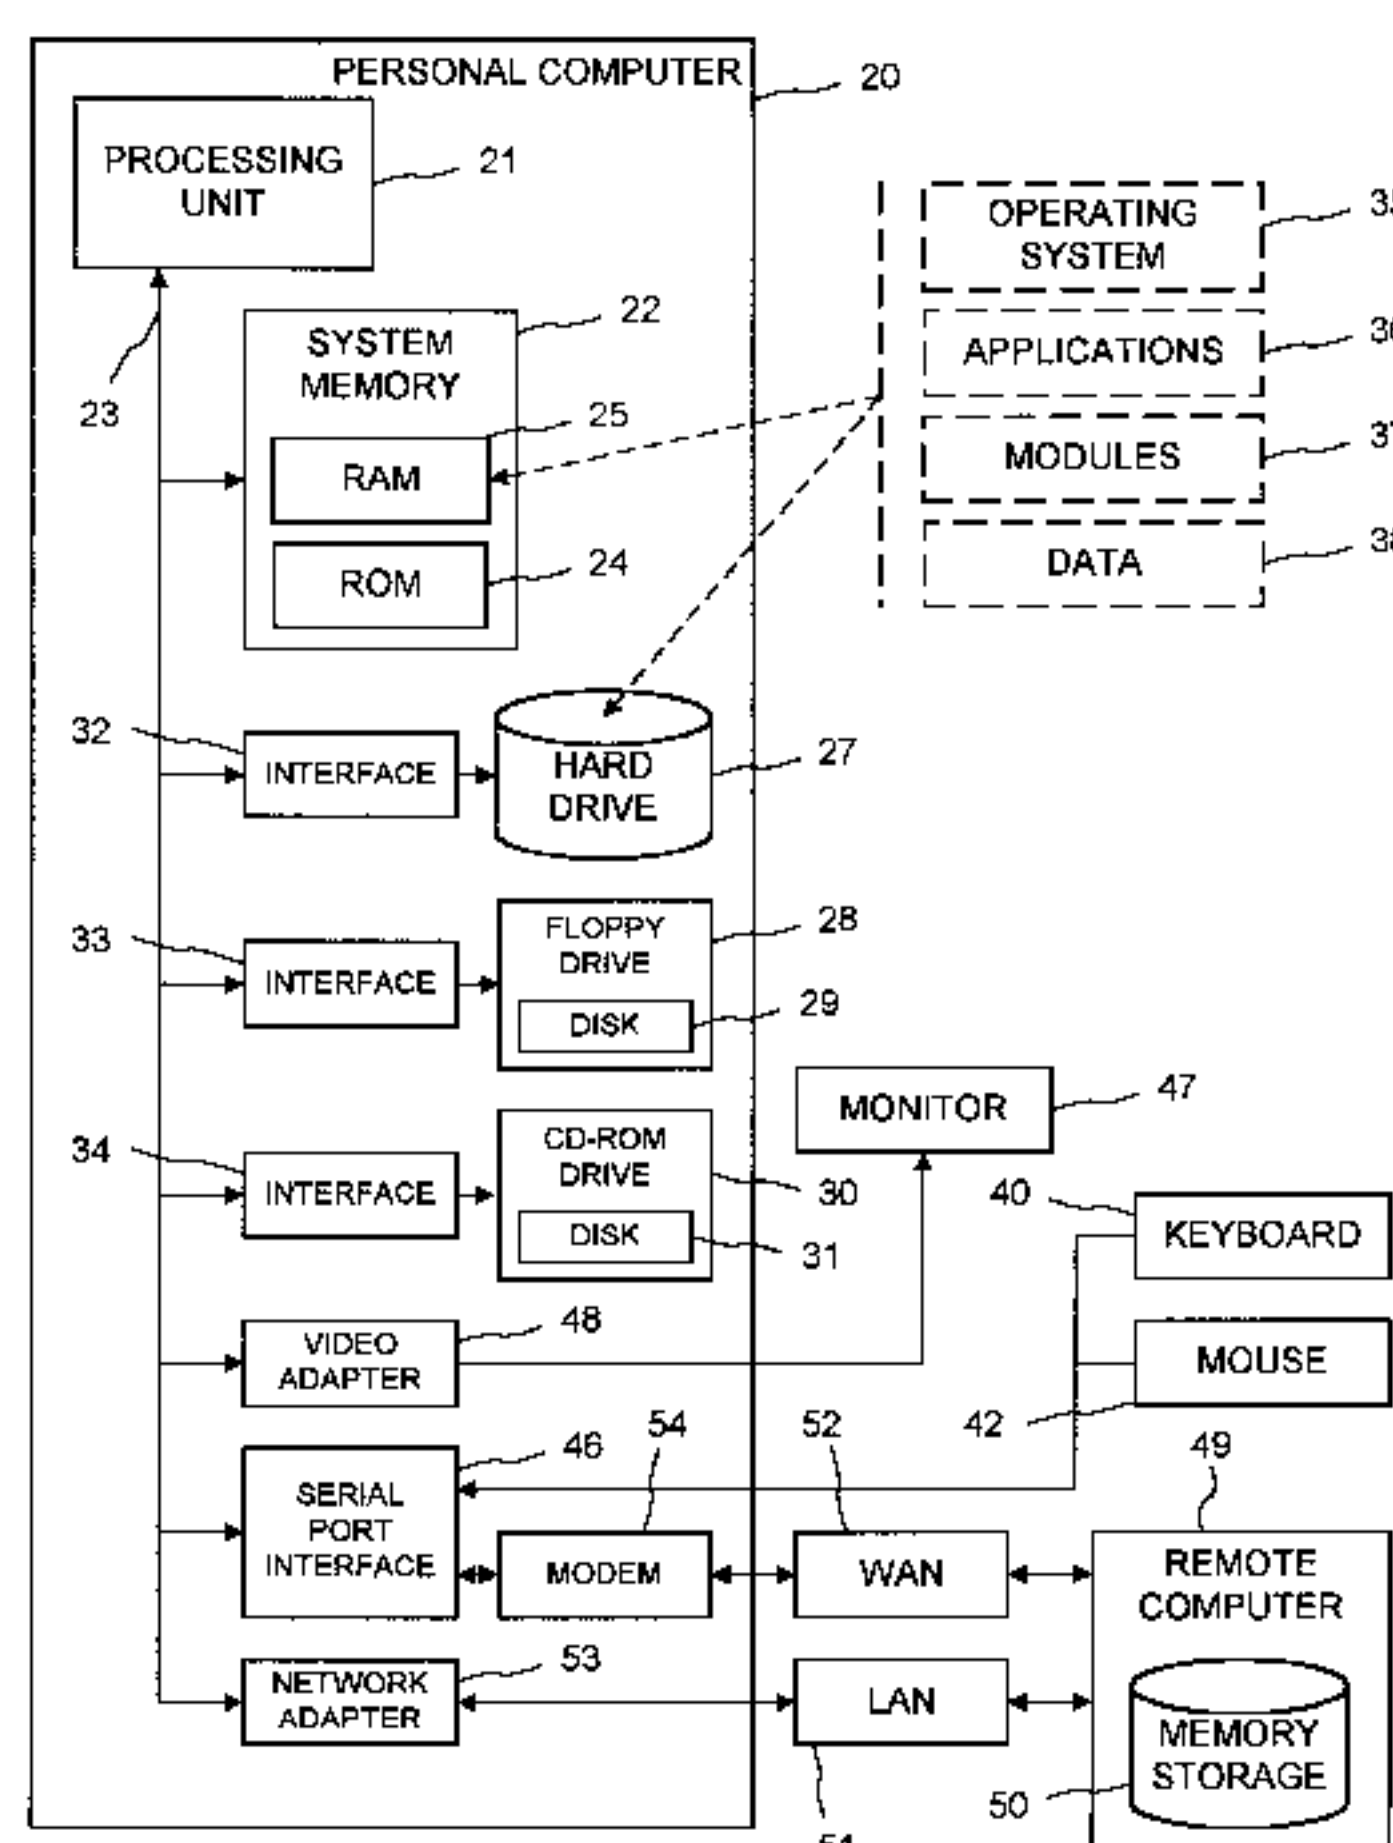 PERSONAL COMPUTER
20
PROCESSING
UNIT
21
23
SYSTEM
MEMORY
22
25
RAM
ROM
24
OPERATING
SYSTEM
APPLICATIONS
MODULES
DATA
32
INTERFACE
HARD
DRIVE
27
33
INTERFACE
FLOPPY
DRIVE
28
DISK
29
34
INTERFACE
CD-ROM
DRIVE
30
DISK
31
MONITOR
47
40
KEYBOARD
MOUSE
42
VIDEO
ADAPTER
48
SERIAL
PORT
INTERFACE
46
54
MODEM
52
WAN
49
REMOTE
COMPUTER
NETWORK
ADAPTER
53
LAN
MEMORY
STORAGE
50